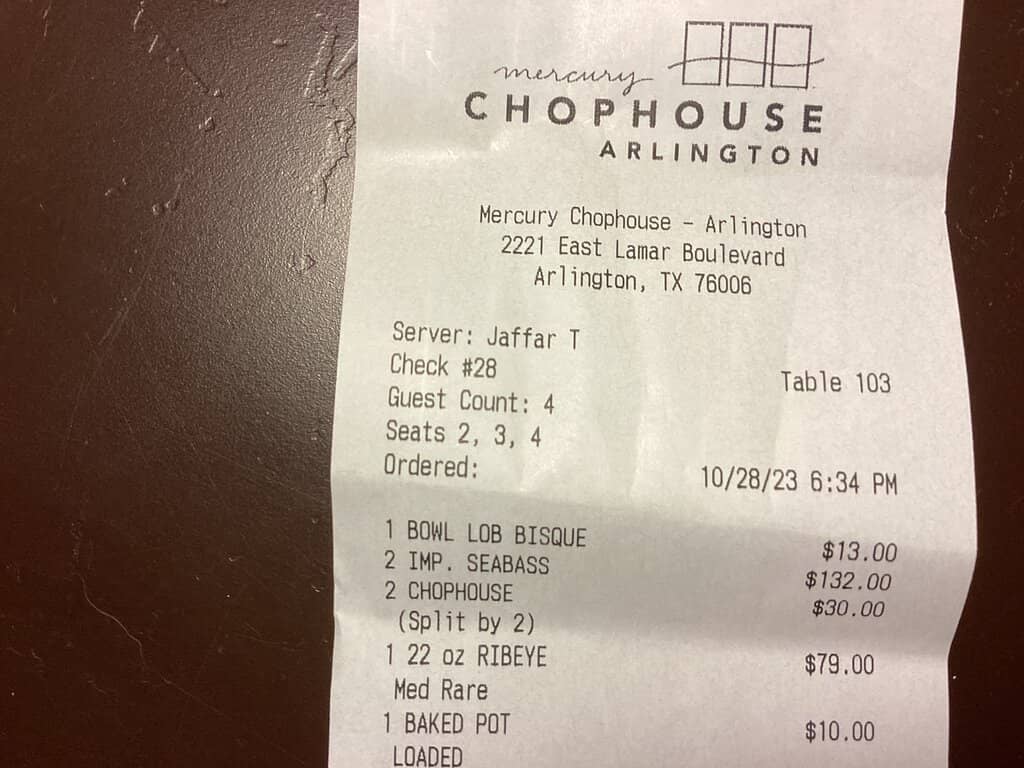 mercury
CHOPHOUSE
ARLINGTON
Mercury Chophouse - Arlington
2221 East Lamar Boulevard
Arlington, TX 76006
Server: Jaffar T
Check #28 Table 103
Guest Count: 4
Seats 2, 3, 4
Ordered: 10/28/23 6:34 PM
1 BOWL LOB BISQUE $13.00
2 IMP. SEABASS $132.00
2 CHOPHOUSE $30.00
(Split by 2)
1 22 oz RIBEYE $79.00
Med Rare
1 BAKED POT $10.00
LOADED